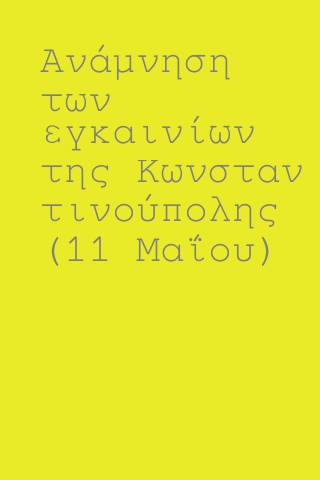 Ανάμνηση
των
εγκαινίων
της Κωνσταν
τινούπολης
(11 Μαΐου)